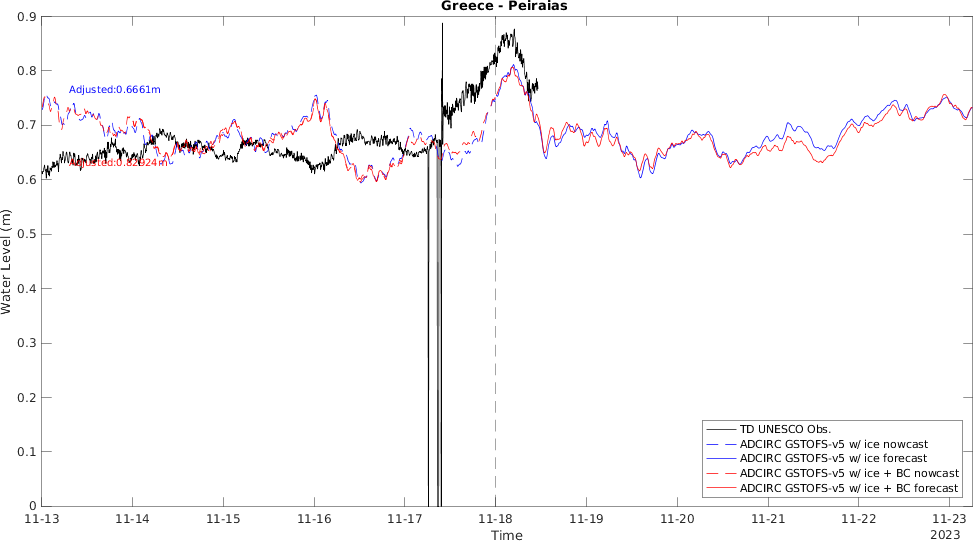 Greece - Peiraias
0.9
0.8
0.7
0.6
0.5
0.4
0.3
0.2
0.1
0
Water Level (m)
Adjusted:0.6661m
TD UNESCO Obs.
ADCIRC GSTOFS-v5 w/ ice nowcast
ADCIRC GSTOFS-v5 w/ ice forecast
ADCIRC GSTOFS-v5 w/ ice + BC nowcast
ADCIRC GSTOFS-v5 w/ ice + BC forecast
11-13 11-14 11-15 11-16 11-17 11-18 11-19 11-20 11-21 11-22 11-23
Time
2023